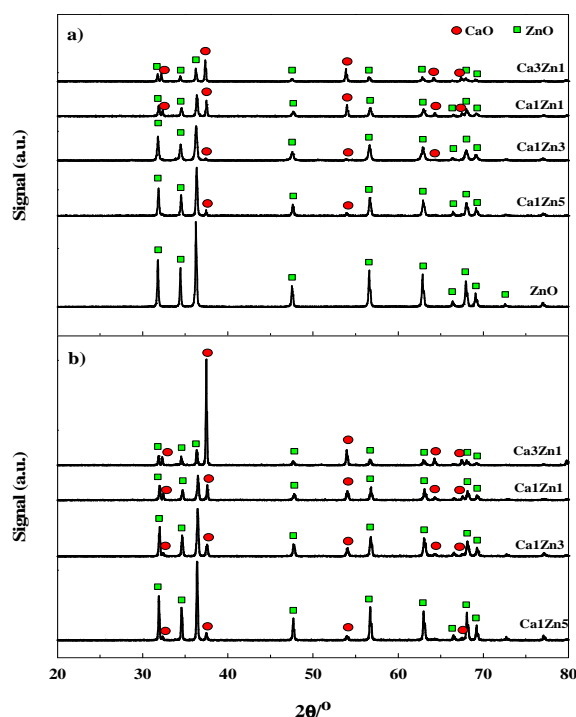 a) CaO ZnO
Ca3Zn1
Ca1Zn1
Ca1Zn3
Ca1Zn5
ZnO
Signal (a.u.)
b)
Ca3Zn1
Ca1Zn1
Ca1Zn3
Ca1Zn5
Signal (a.u.)
20 30 40 50 60 70 80
2θ/°